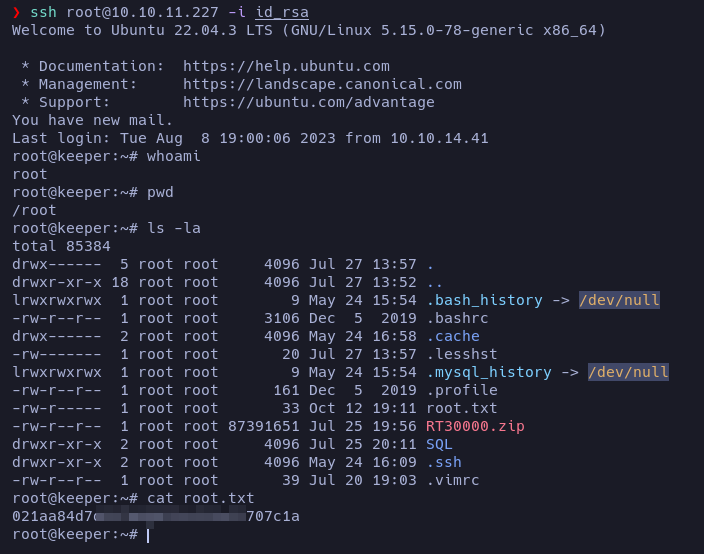 ❯ ssh root@10.10.11.227 -i id_rsa
Welcome to Ubuntu 22.04.3 LTS (GNU/Linux 5.15.0-78-generic x86_64)
* Documentation:  https://help.ubuntu.com
* Management:     https://landscape.canonical.com
* Support:        https://ubuntu.com/advantage
You have new mail.
Last login: Tue Aug  8 19:00:06 2023 from 10.10.14.41
root@keeper:~# whoami
root
root@keeper:~# pwd
/root
root@keeper:~# ls -la
total 85384
drwx------  5 root root     4096 Jul 27 13:57 .
drwxr-xr-x 18 root root     4096 Jul 27 13:52 ..
lrwxrwxrwx  1 root root        9 May 24 15:54 .bash_history -> /dev/null
-rw-r--r--  1 root root     3106 Dec  5  2019 .bashrc
drwx------  2 root root     4096 May 24 16:58 .cache
-rw-------  1 root root       20 Jul 27 13:57 .lesshst
lrwxrwxrwx  1 root root        9 May 24 15:54 .mysql_history -> /dev/null
-rw-r--r--  1 root root      161 Dec  5  2019 .profile
-rw-r-----  1 root root       33 Oct 12 19:11 root.txt
-rw-r--r--  1 root root 87391651 Jul 25 19:56 RT30000.zip
drwxr-xr-x  2 root root     4096 Jul 25 20:11 SQL
drwxr-xr-x  2 root root     4096 May 24 16:09 .ssh
-rw-r--r--  1 root root       39 Jul 20 19:03 .vimrc
root@keeper:~# cat root.txt
021aa84d7 707c1a
root@keeper:~#